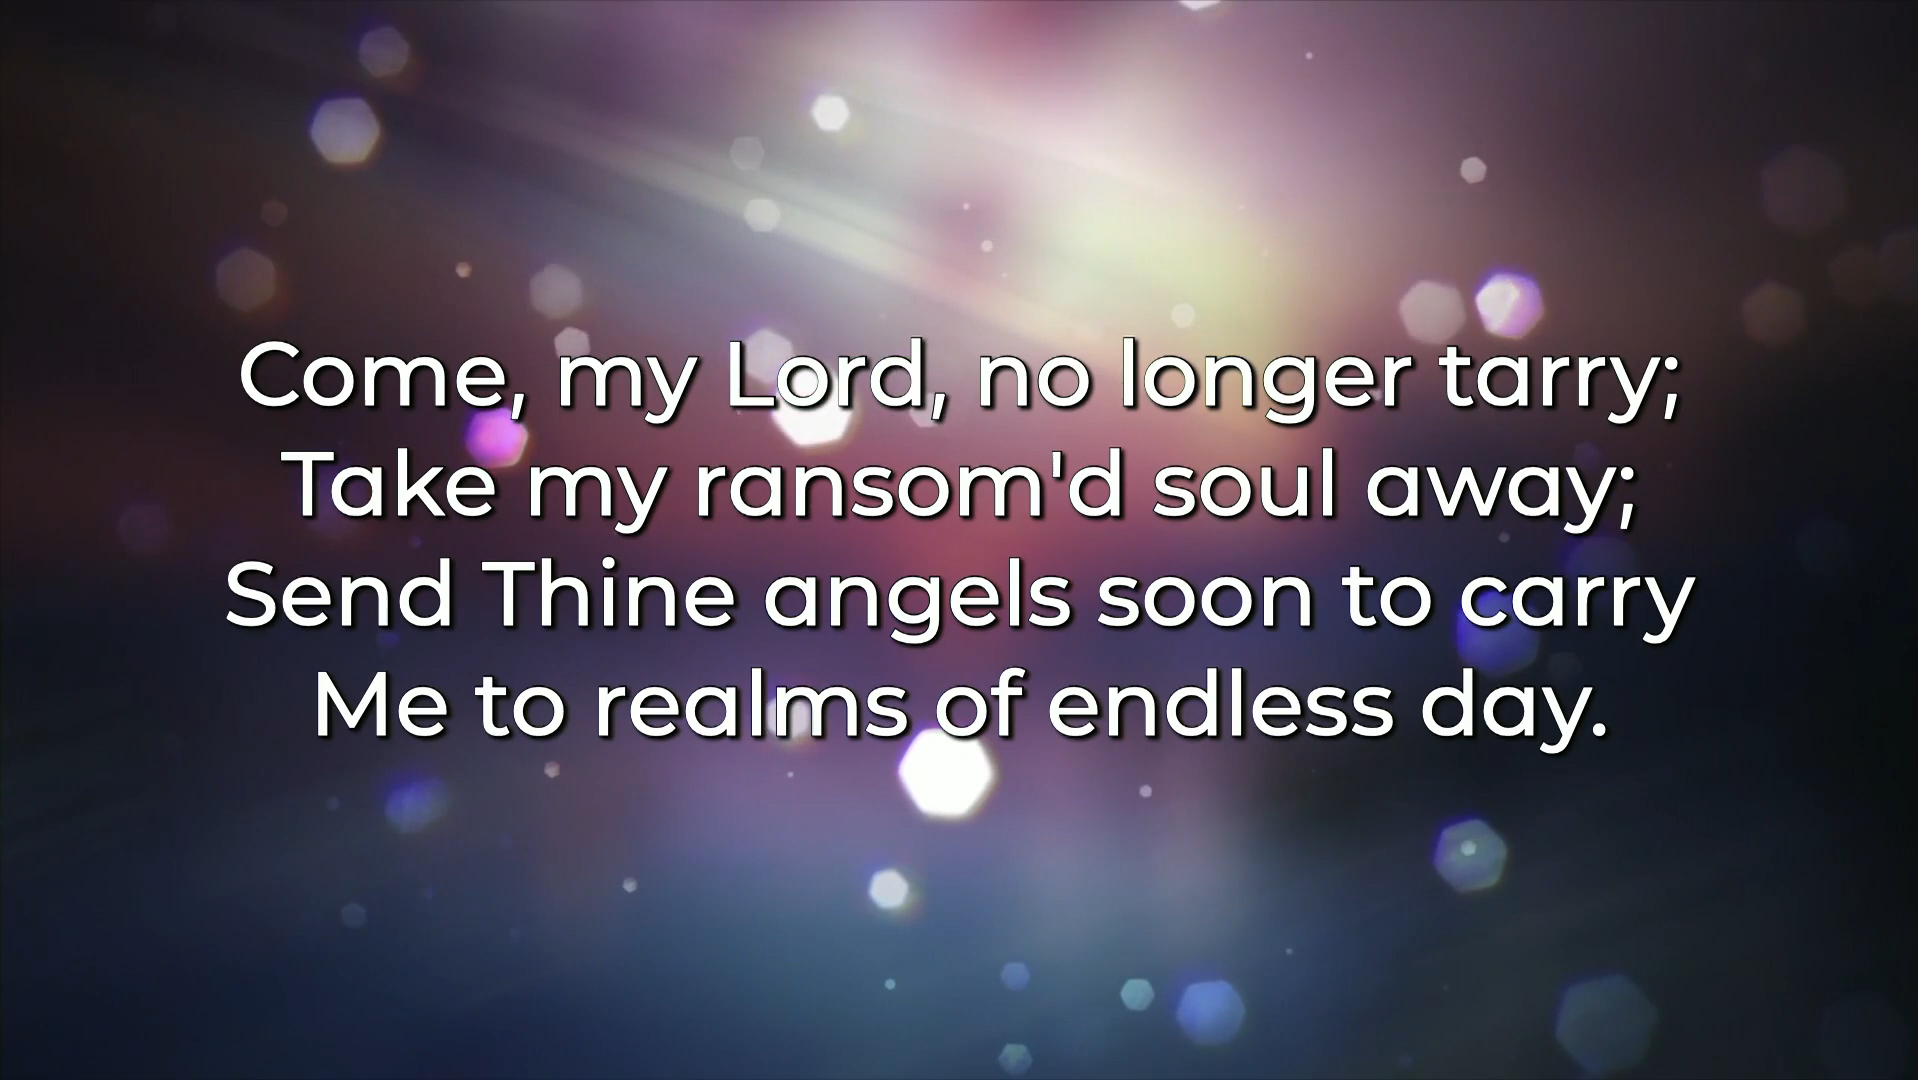 Come, my Lord, no longer tarry;
Take my ransom'd soul away;
Send Thine angels soon to carry
Me to realms of endless day.